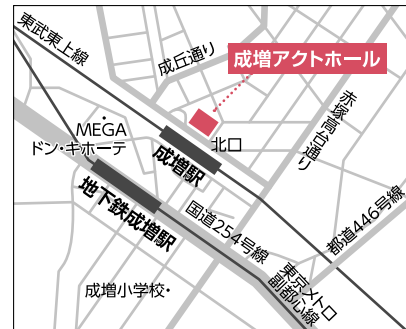 東武東上線
成丘通り
成増アクトホール
赤塚高台通り
MEGA
ドン・キホーテ
成増駅
北口
地下鉄成増駅
国道254号線
都道446号線
東京メトロ
副都心線
成増小学校